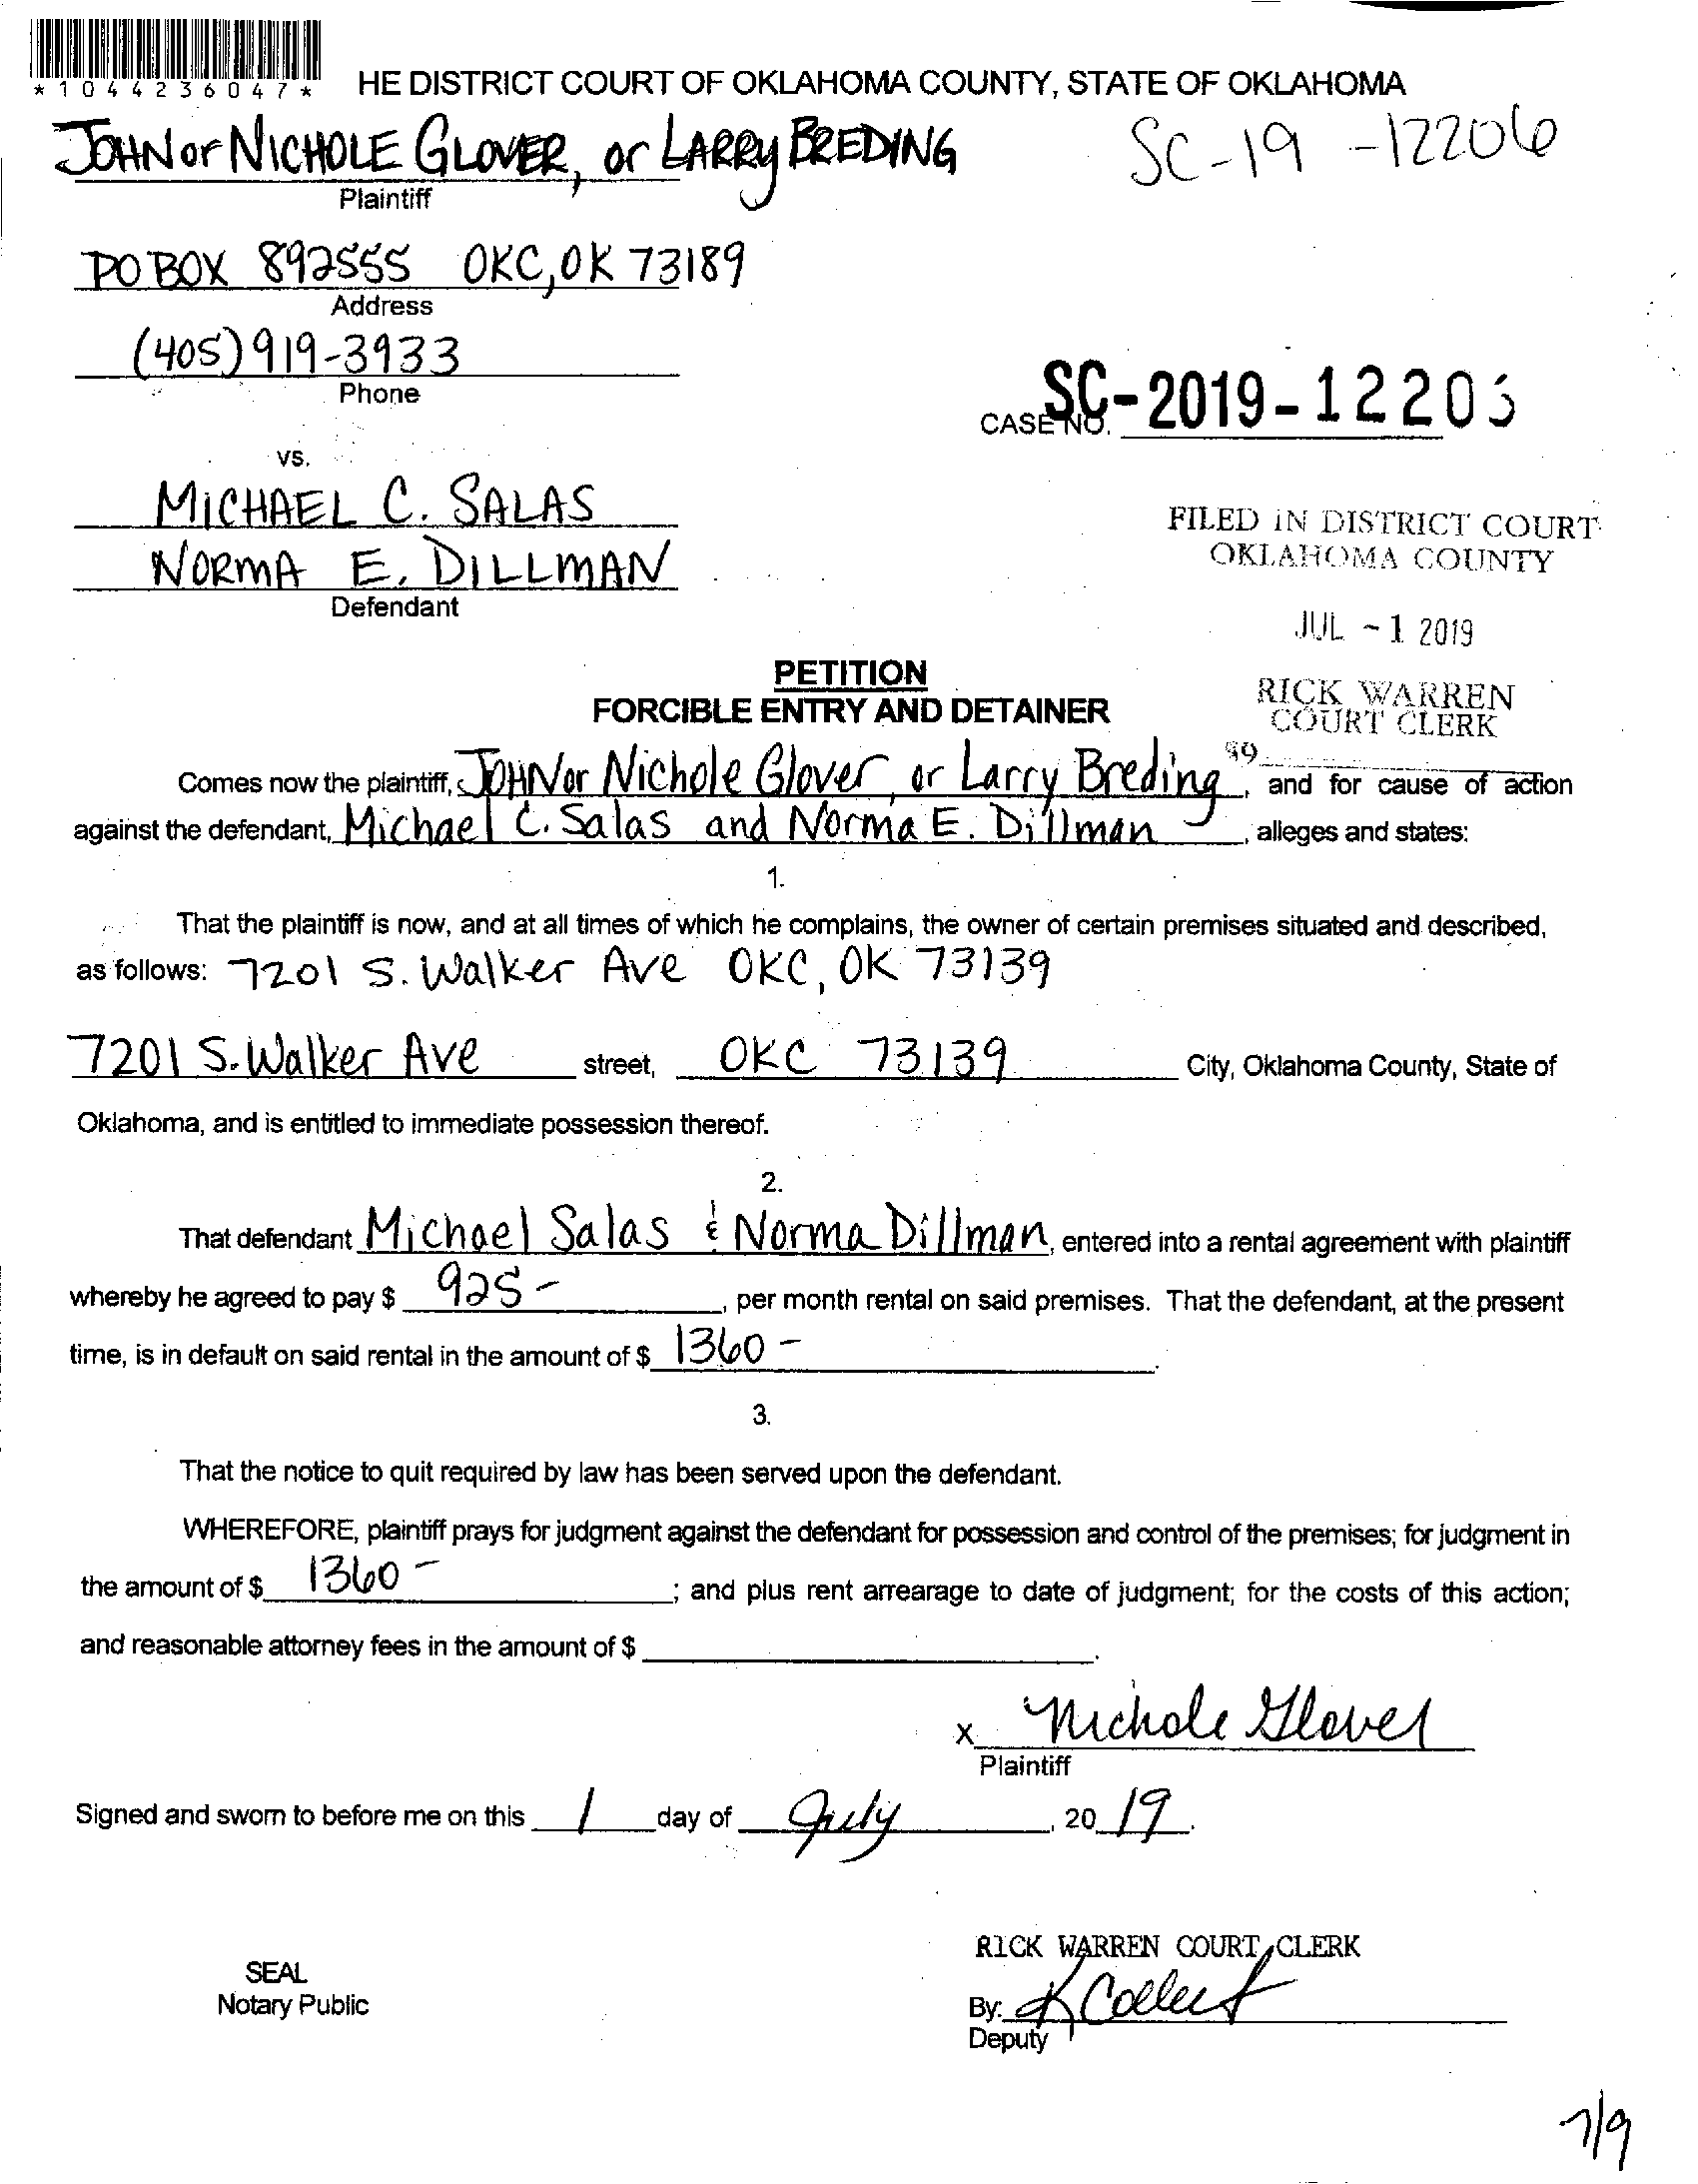 *1044236047*
HE DISTRICT COURT OF OKLAHOMA COUNTY, STATE OF OKLAHOMA
JOHN or NICHOLE GLOVER, or LARRY BREDING
SC-19-12206
Plaintiff
PO BOX 892555 OKC, OK 73189
Address
(405) 919-3933
Phone
CASE NO. SC-2019-12206
vs.
MICHAEL C. SALAS
NORMA E. DILLMAN
Defendant
FILED IN DISTRICT COURT
OKLAHOMA COUNTY
JUL -1 2019
RICK WARREN
COURT CLERK
PETITION
FORCIBLE ENTRY AND DETAINER
Comes now the plaintiff, JOHN or Nichole Glover, or Larry Breding, and for cause of action
against the defendant, Michael C. Salas and Norma E. Dillman, alleges and states:
1.
That the plaintiff is now, and at all times of which he complains, the owner of certain premises situated and described,
as follows: 7201 S. Walker Ave OKC, OK 73139
7201 S. Walker Ave street, OKC 73139 City, Oklahoma County, State of
Oklahoma, and is entitled to immediate possession thereof.
2.
That defendant Michael Salas & Norma Dillman, entered into a rental agreement with plaintiff
whereby he agreed to pay $ 925-, per month rental on said premises. That the defendant, at the present
time, is in default on said rental in the amount of $ 1360-.
3.
That the notice to quit required by law has been served upon the defendant.
WHEREFORE, plaintiff prays for judgment against the defendant for possession and control of the premises; for judgment in
the amount of $ 1360-; and plus rent arrearage to date of judgment; for the costs of this action;
and reasonable attorney fees in the amount of $ .
x Nichole Glover
Plaintiff
Signed and sworn to before me on this 1 day of July, 20 19.
SEAL
Notary Public
RICK WARREN COURT CLERK
By: K
Deputy
7/9